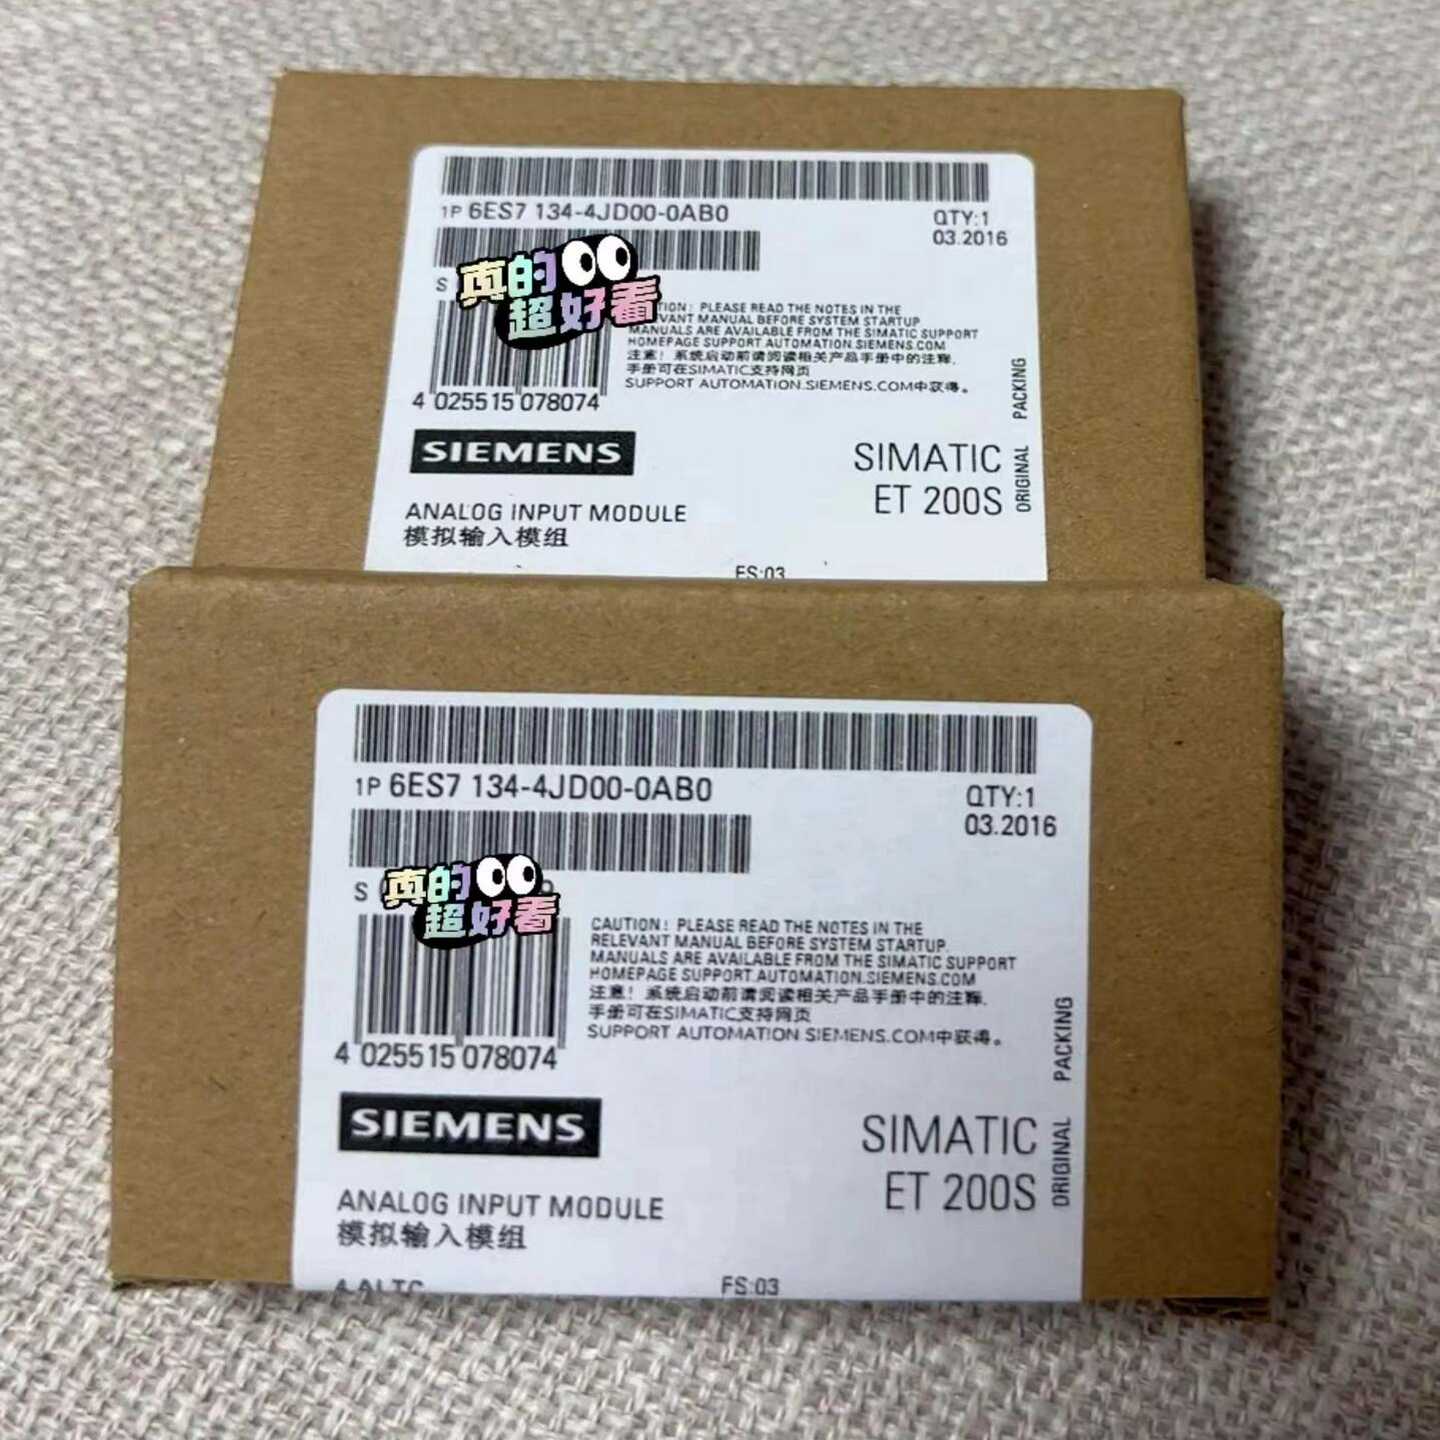 1P 6ES7 134-4JD00-0AB0
QTY:1
03.2016
S
真的
超好看
TION: PLEASE READ THE NOTES IN THE
VANT MANUAL BEFORE SYSTEM STARTUP
MANUALS ARE AVAILABLE FROM THE SIMATIC SUPPORT
HOMEPAGE SUPPORT AUTOMATION.SIEMENS.COM
注意！系统启动前请阅读相关产品手册中的注释.
手册可在SIMATIC支持网页
SUPPORT AUTOMATION.SIEMENS.COM中获得。
4 025515 078074
ORIGINAL PACKING
SIEMENS
SIMATIC
ET 200S
ANALOG INPUT MODULE
模拟输入模组
FS:03
1P 6ES7 134-4JD00-0AB0
QTY:1
03.2016
S
真的
超好看
CAUTION: PLEASE READ THE NOTES IN THE
RELEVANT MANUAL BEFORE SYSTEM STARTUP.
MANUALS ARE AVAILABLE FROM THE SIMATIC SUPPORT
HOMEPAGE SUPPORT.AUTOMATION.SIEMENS.COM
注意！系统启动前请阅读相关产品手册中的注释.
手册可在SIMATIC支持网页
SUPPORT AUTOMATION SIEMENS.COM中获得。
4 025515 078074
ORIGINAL PACKING
SIEMENS
SIMATIC
ET 200S
ANALOG INPUT MODULE
模拟输入模组
4 AI TC
FS:03